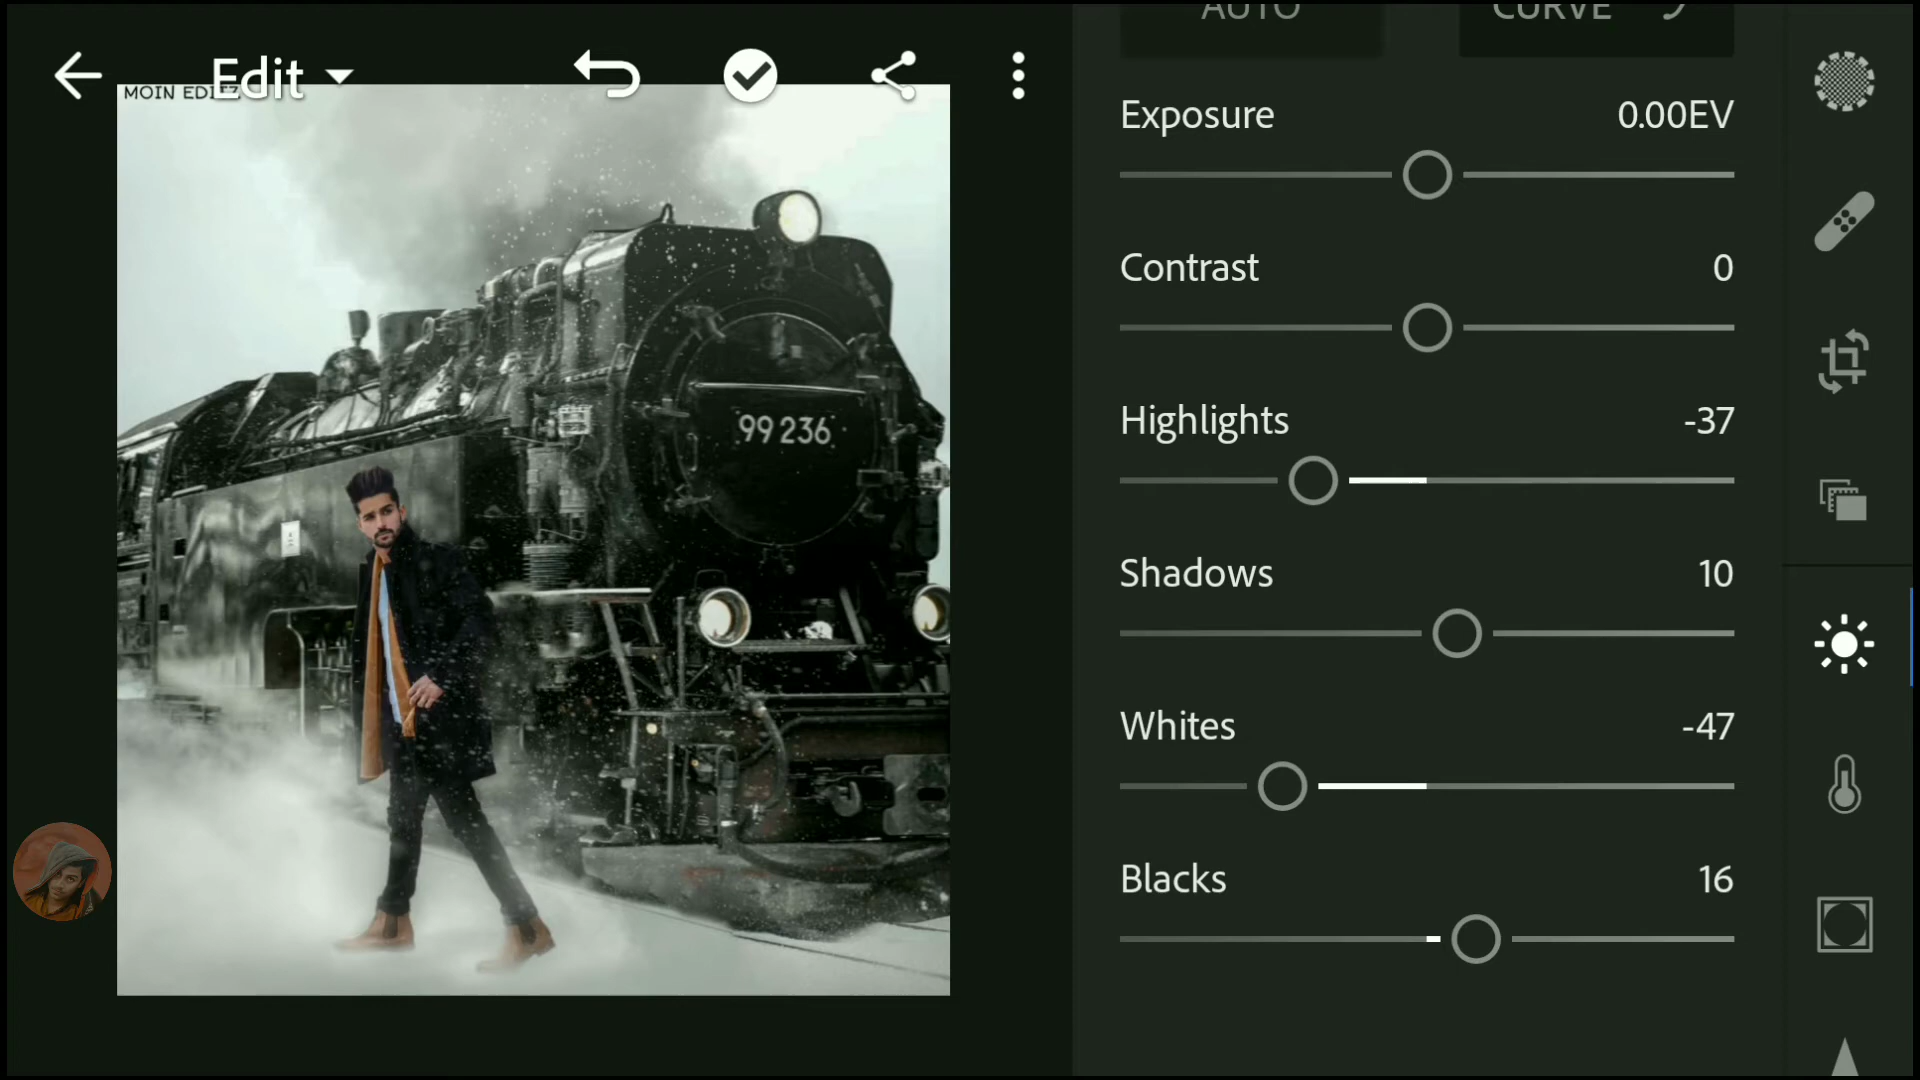 AUTO
CURVE
Edit
MOIN EDITZ
Exposure 0.00EV
Contrast 0
Highlights -37
Shadows 10
Whites -47
Blacks 16
99 236